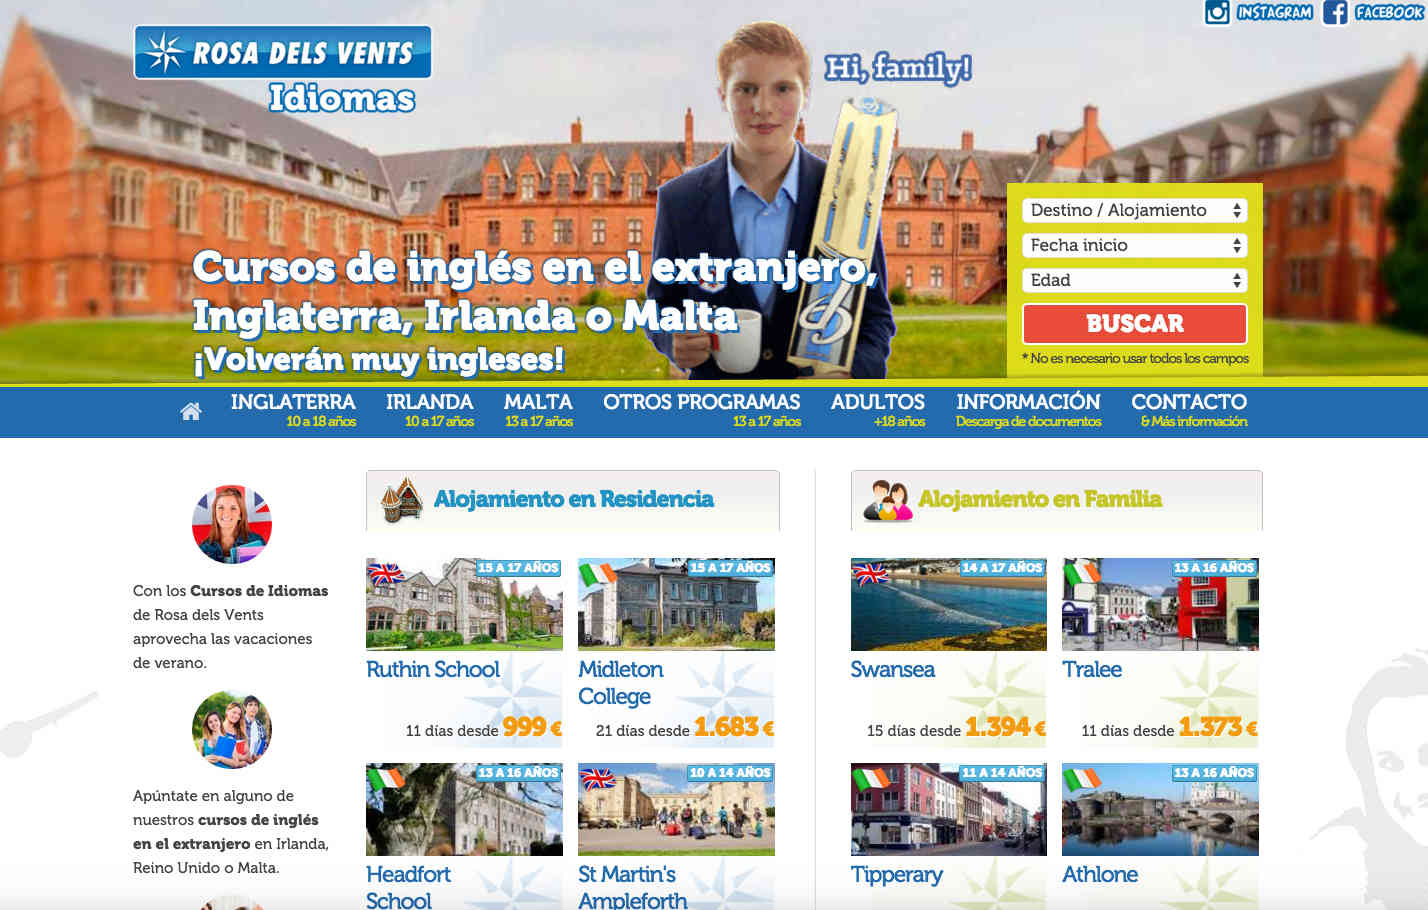 INSTAGRAM
FACEBOOK
ROSA DELS VENTS
Idiomas
Hi, family!
Cursos de inglés en el extranjero,
Inglaterra, Irlanda o Malta
¡Volverán muy ingleses!
Destino / Alojamiento
Fecha inicio
Edad
BUSCAR
* No es necesario usar todos los campos
INGLATERRA
10 a 18 años
IRLANDA
10 a 17 años
MALTA
13 a 17 años
OTROS PROGRAMAS
13 a 17 años
ADULTOS
+18 años
INFORMACIÓN
Descarga de documentos
CONTACTO
& Más información
Con los Cursos de Idiomas
de Rosa dels Vents
aprovecha las vacaciones
de verano.
Apúntate en alguno de
nuestros cursos de inglés
en el extranjero en Irlanda,
Reino Unido o Malta.
Alojamiento en Residencia
15 A 17 AÑOS
Ruthin School
11 días desde 999 €
15 A 17 AÑOS
Midleton
College
21 días desde 1.683 €
13 A 16 AÑOS
Headfort
School
10 A 14 AÑOS
St Martin's
Ampleforth
Alojamiento en Familia
14 A 17 AÑOS
Swansea
15 días desde 1.394 €
13 A 16 AÑOS
Tralee
11 días desde 1.373 €
11 A 14 AÑOS
Tipperary
13 A 16 AÑOS
Athlone